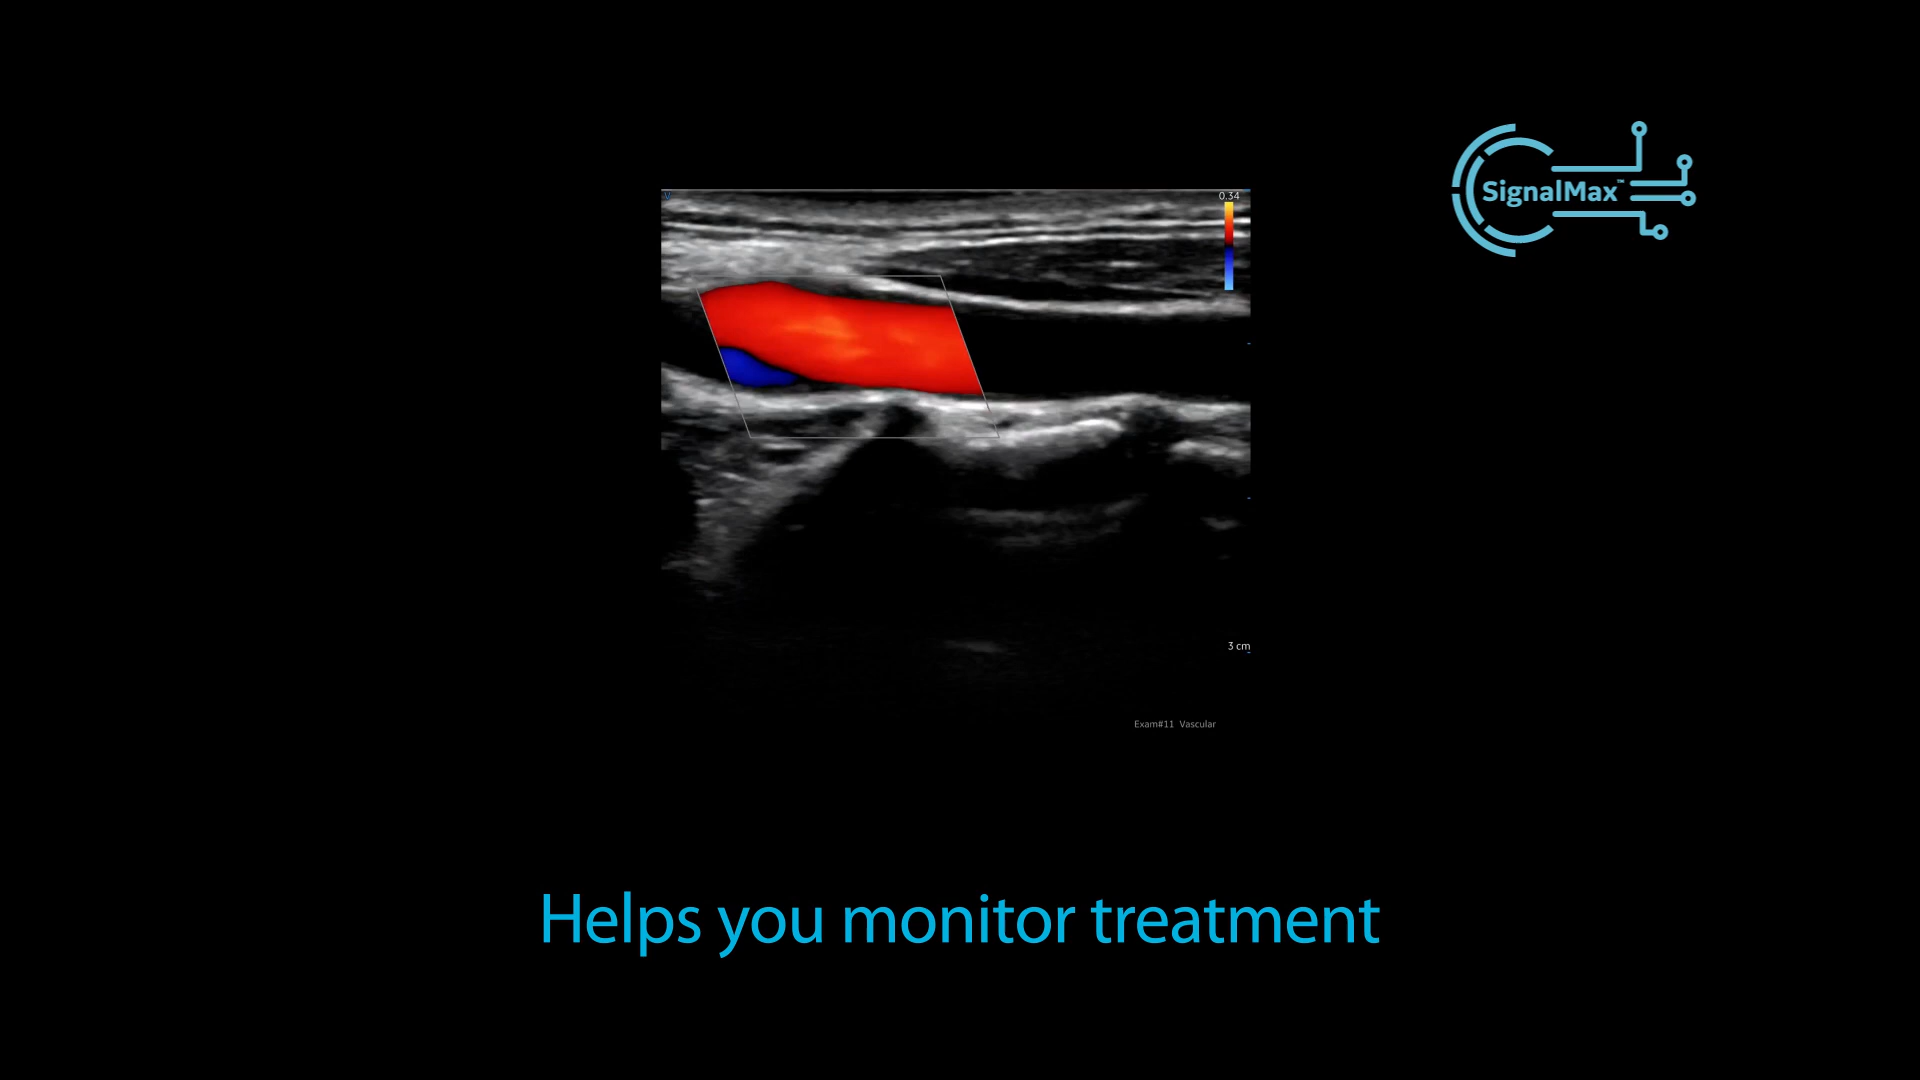 V
0.34
SignalMax™
3 cm
Exam#11 Vascular
Helps you monitor treatment